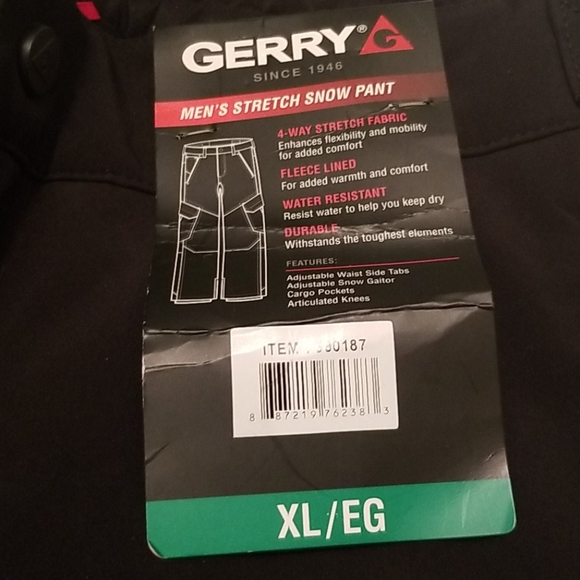 GERRY® G
SINCE 1946
MEN'S STRETCH SNOW PANT
4-WAY STRETCH FABRIC
Enhances flexibility and mobility
for added comfort
FLEECE LINED
For added warmth and comfort
WATER RESISTANT
Resist water to help you keep dry
DURABLE
Withstands the toughest elements
FEATURES:
Adjustable Waist Side Tabs
Adjustable Snow Gaitor
Cargo Pockets
Articulated Knees
ITEM
8 87219 76238 3
XL/EG